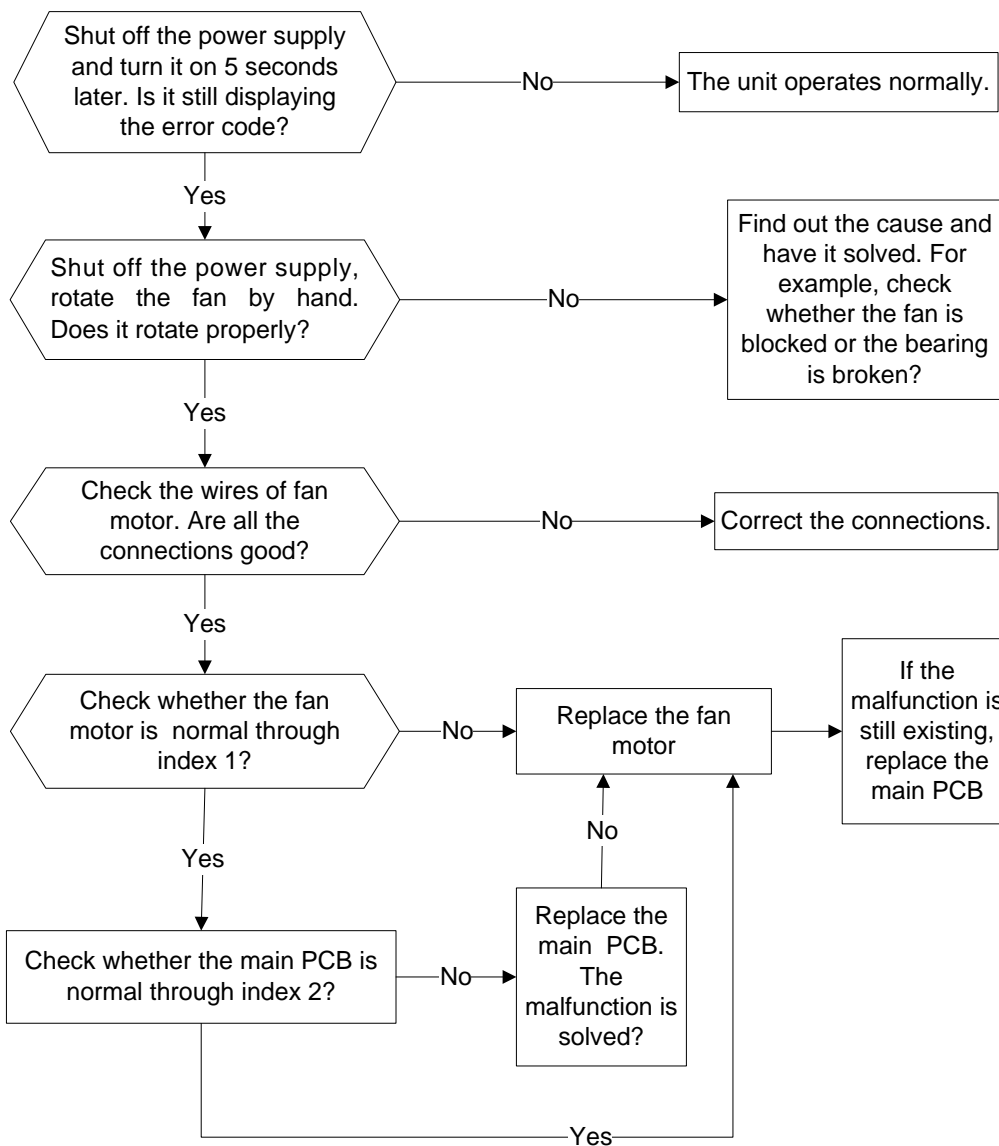 Shut off the power supply
and turn it on 5 seconds
later. Is it still displaying
the error code?
No
The unit operates normally.
Yes
Shut off the power supply,
rotate the fan by hand.
Does it rotate properly?
No
Find out the cause and
have it solved. For
example, check
whether the fan is
blocked or the bearing
is broken?
Yes
Check the wires of fan
motor. Are all the
connections good?
No
Correct the connections.
Yes
Check whether the fan
motor is normal through
index 1?
No
Replace the fan
motor
If the
malfunction is
still existing,
replace the
main PCB
Yes
No
Check whether the main PCB is
normal through index 2?
No
Replace the
main PCB.
The
malfunction is
solved?
Yes